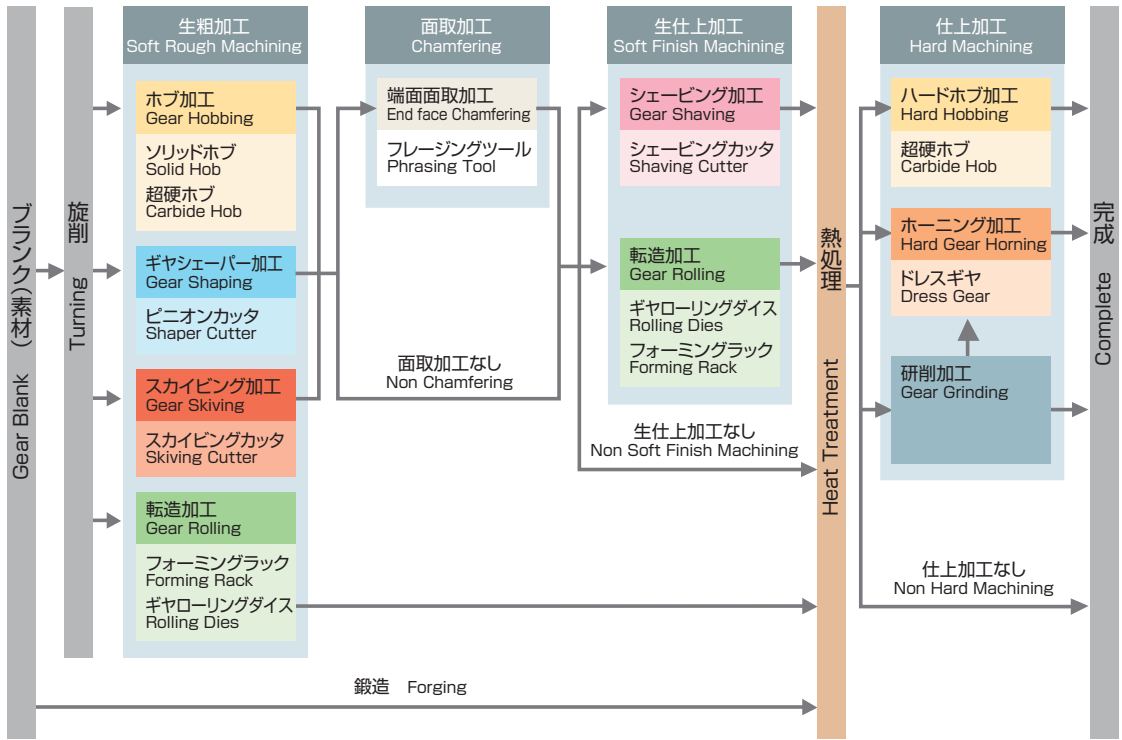 ブランク(素材) Gear Blank
旋削 Turning
生粗加工
Soft Rough Machining
ホブ加工
Gear Hobbing
ソリッドホブ
Solid Hob
超硬ホブ
Carbide Hob
ギヤシェーパー加工
Gear Shaping
ピニオンカッタ
Shaper Cutter
スカイビング加工
Gear Skiving
スカイビングカッタ
Skiving Cutter
転造加工
Gear Rolling
フォーミングラック
Forming Rack
ギヤローリングダイス
Rolling Dies
面取加工
Chamfering
端面面取加工
End face Chamfering
フレージングツール
Phrasing Tool
面取加工なし
Non Chamfering
生仕上加工
Soft Finish Machining
シェービング加工
Gear Shaving
シェービングカッタ
Shaving Cutter
転造加工
Gear Rolling
ギヤローリングダイス
Rolling Dies
フォーミングラック
Forming Rack
生仕上加工なし
Non Soft Finish Machining
鍛造 Forging
熱処理 Heat Treatment
仕上加工
Hard Machining
ハードホブ加工
Hard Hobbing
超硬ホブ
Carbide Hob
ホーニング加工
Hard Gear Horning
ドレスギヤ
Dress Gear
研削加工
Gear Grinding
仕上加工なし
Non Hard Machining
完成 Complete